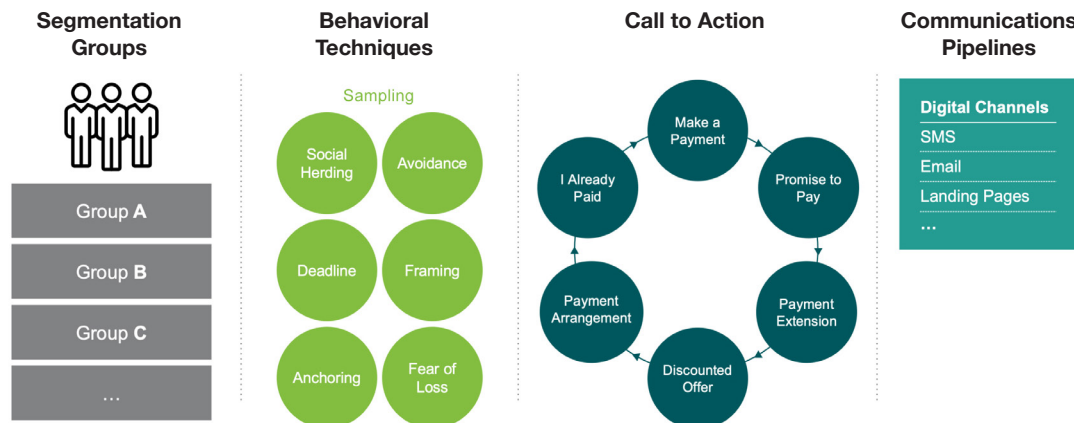 Segmentation
Groups
Group A
Group B
Group C
...
Behavioral
Techniques
Sampling
Social
Herding
Avoidance
Deadline
Framing
Anchoring
Fear of
Loss
Call to Action
Make a
Payment
Promise to
Pay
Payment
Extension
Discounted
Offer
Payment
Arrangement
I Already
Paid
Communications
Pipelines
Digital Channels
SMS
Email
Landing Pages
...